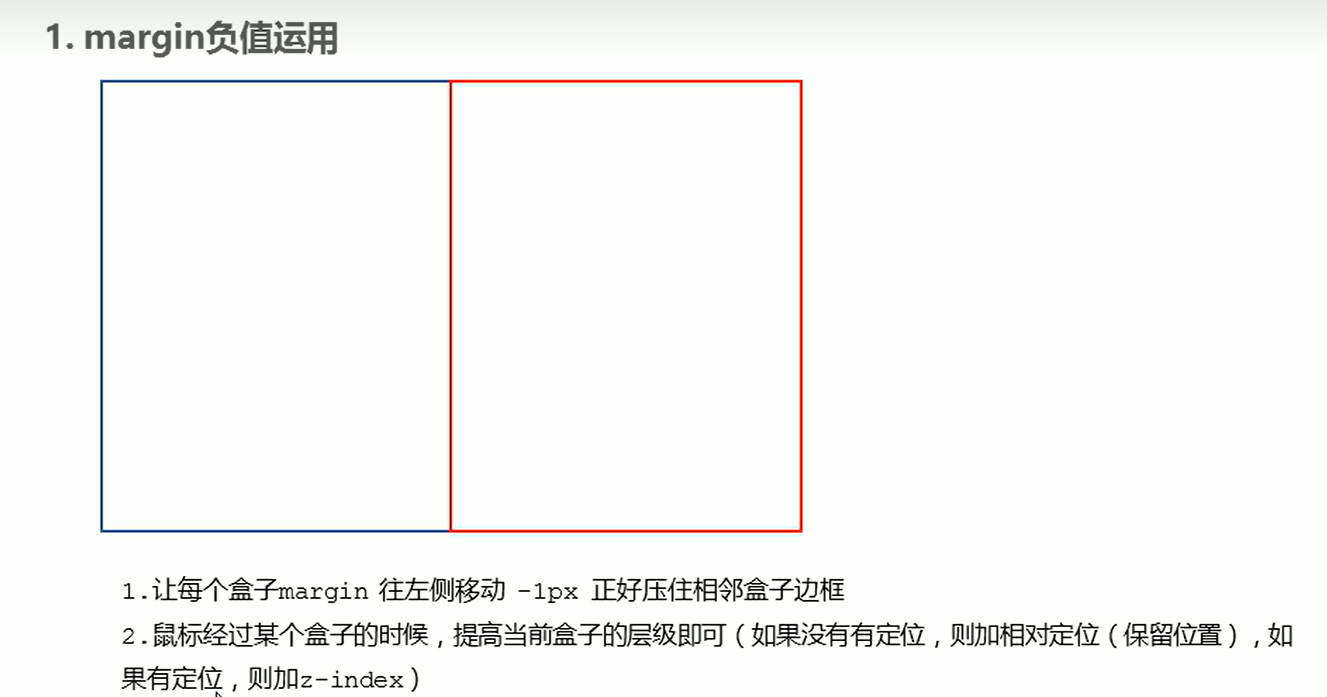 1. margin负值运用
1.让每个盒子margin 往左侧移动 -1px 正好压住相邻盒子边框
2.鼠标经过某个盒子的时候，提高当前盒子的层级即可（如果没有有定位，则加相对定位（保留位置），如
果有定位，则加z-index）